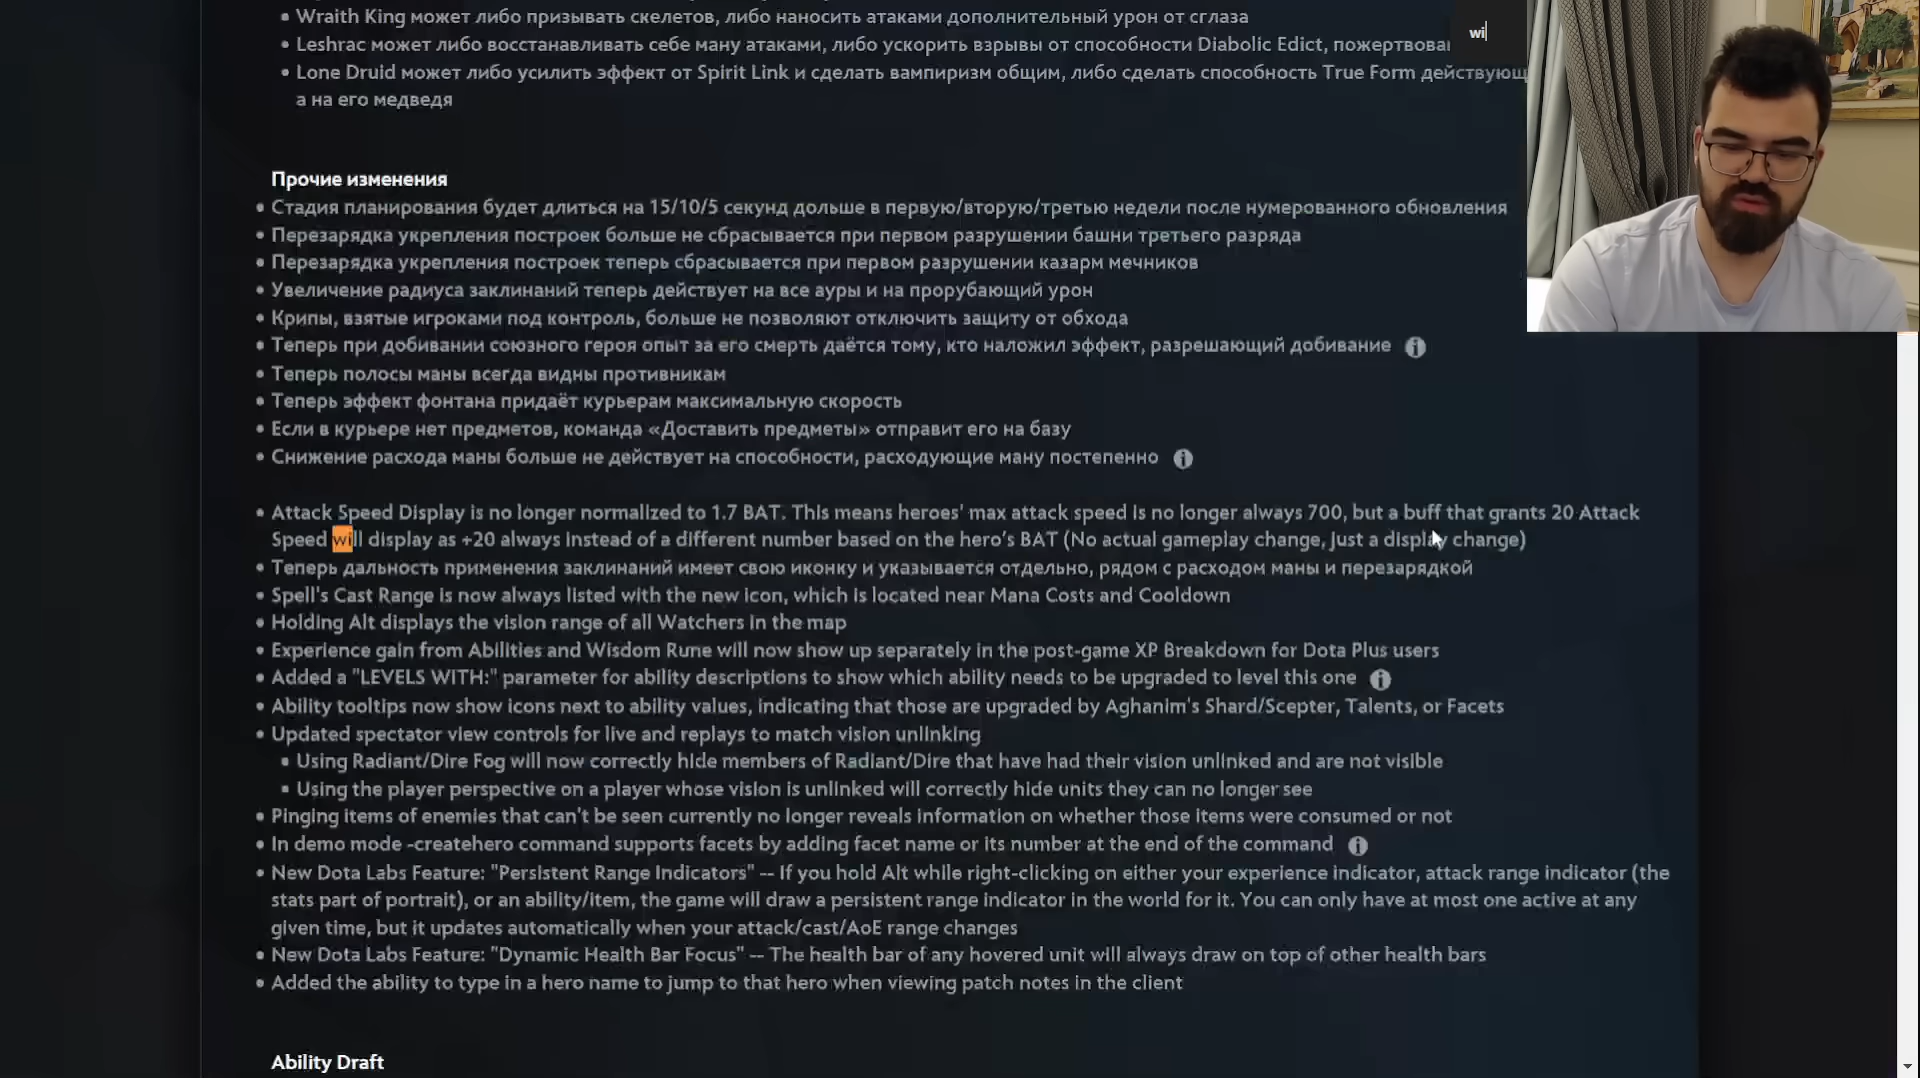 • Wraith King может либо призывать скелетов, либо наносить атаками дополнительный урон от сглаза
wi
• Leshrac может либо восстанавливать себе ману атаками, либо ускорить взрывы от способности Diabolic Edict,
• Lone Druid может либо усилить эффект от Spirit Link и сделать вампиризм общим, либо сделать способность True Form
а на его медведя
Прочие изменения
• Стадия планирования будет длиться на 15/10/5 секунд дольше в первую/вторую/третью недели после нумерованного обновления
• Перезарядка укрепления построек больше не сбрасывается при первом разрушении башни третьего разряда
• Перезарядка укрепления построек теперь сбрасывается при первом разрушении казарм мечников
• Увеличение радиуса заклинаний теперь действует на все ауры и на прорубающий урон
• Крипы, взятые игроками под контроль, больше не позволяют отключить защиту от обхода
• Теперь при добивании союзного героя опыт за его смерть даётся тому, кто наложил эффект, разрешающий добивание
• Теперь полосы маны всегда видны противникам
• Теперь эффект фонтана придаёт курьерам максимальную скорость
• Если в курьере нет предметов, команда «Доставить предметы» отправит его на базу
• Снижение расхода маны больше не действует на способности, расходующие ману постепенно
• Attack Speed Display is no longer normalized to 1.7 BAT. This means heroes' max attack speed is no longer always 700, but a buff that grants 20 Attack
Speed will display as +20 always instead of a different number based on the hero's BAT (No actual gameplay change, just a display change)
• Теперь дальность применения заклинаний имеет свою иконку и указывается отдельно, рядом с расходом маны и перезарядкой
• Spell's Cast Range is now always listed with the new icon, which is located near Mana Costs and Cooldown
• Holding Alt displays the vision range of all Watchers in the map
• Experience gain from Abilities and Wisdom Rune will now show up separately in the post-game XP Breakdown for Dota Plus users
• Added a "LEVELS WITH:" parameter for ability descriptions to show which ability needs to be upgraded to level this one
• Ability tooltips now show icons next to ability values, indicating that those are upgraded by Aghanim's Shard/Scepter, Talents, or Facets
• Updated spectator view controls for live and replays to match vision unlinking
▪ Using Radiant/Dire Fog will now correctly hide members of Radiant/Dire that have had their vision unlinked and are not visible
▪ Using the player perspective on a player whose vision is unlinked will correctly hide units they can no longer see
• Pinging items of enemies that can't be seen currently no longer reveals information on whether those items were consumed or not
• In demo mode -createhero command supports facets by adding facet name or its number at the end of the command
• New Dota Labs Feature: "Persistent Range Indicators" -- If you hold Alt while right-clicking on either your experience indicator, attack range indicator (the
stats part of portrait), or an ability/item, the game will draw a persistent range indicator in the world for it. You can only have at most one active at any
given time, but it updates automatically when your attack/cast/AoE range changes
• New Dota Labs Feature: "Dynamic Health Bar Focus" -- The health bar of any hovered unit will always draw on top of other health bars
• Added the ability to type in a hero name to jump to that hero when viewing patch notes in the client
Ability Draft